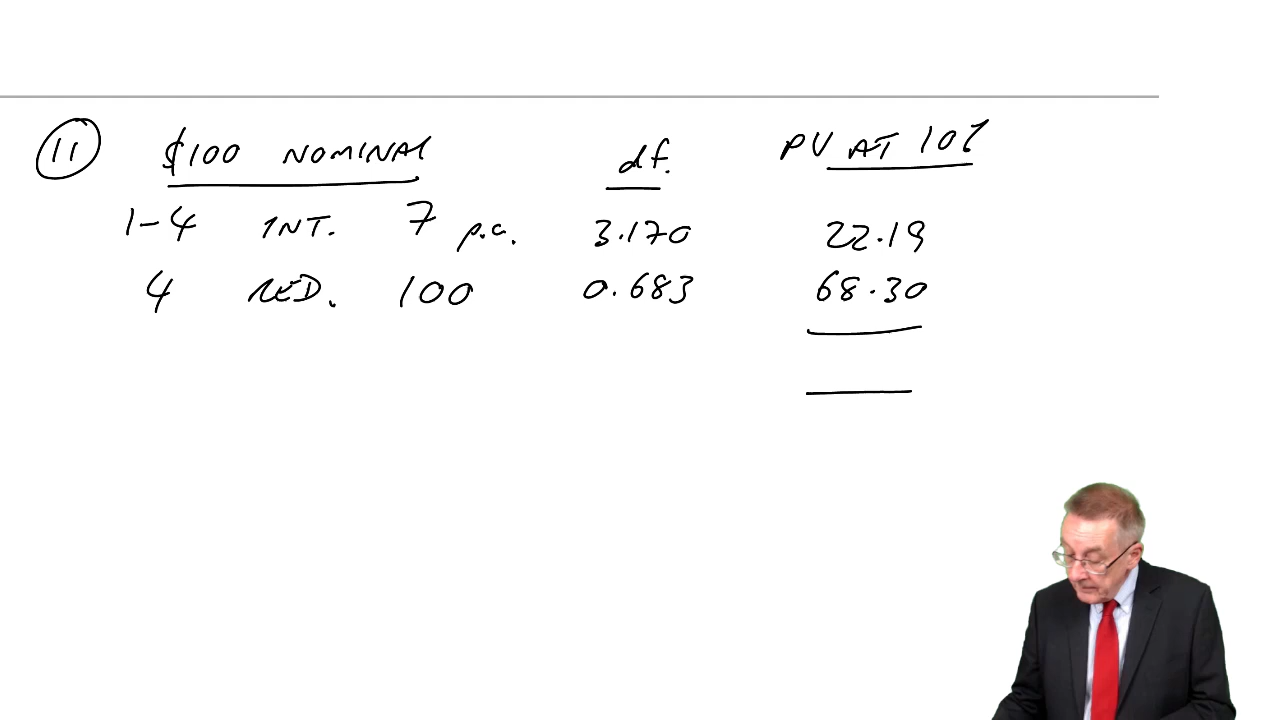 11 $100 NOMINAL df. PV AT 10%
1-4 INT. 7 p.a. 3.170 22.19
4 RED. 100 0.683 68.30